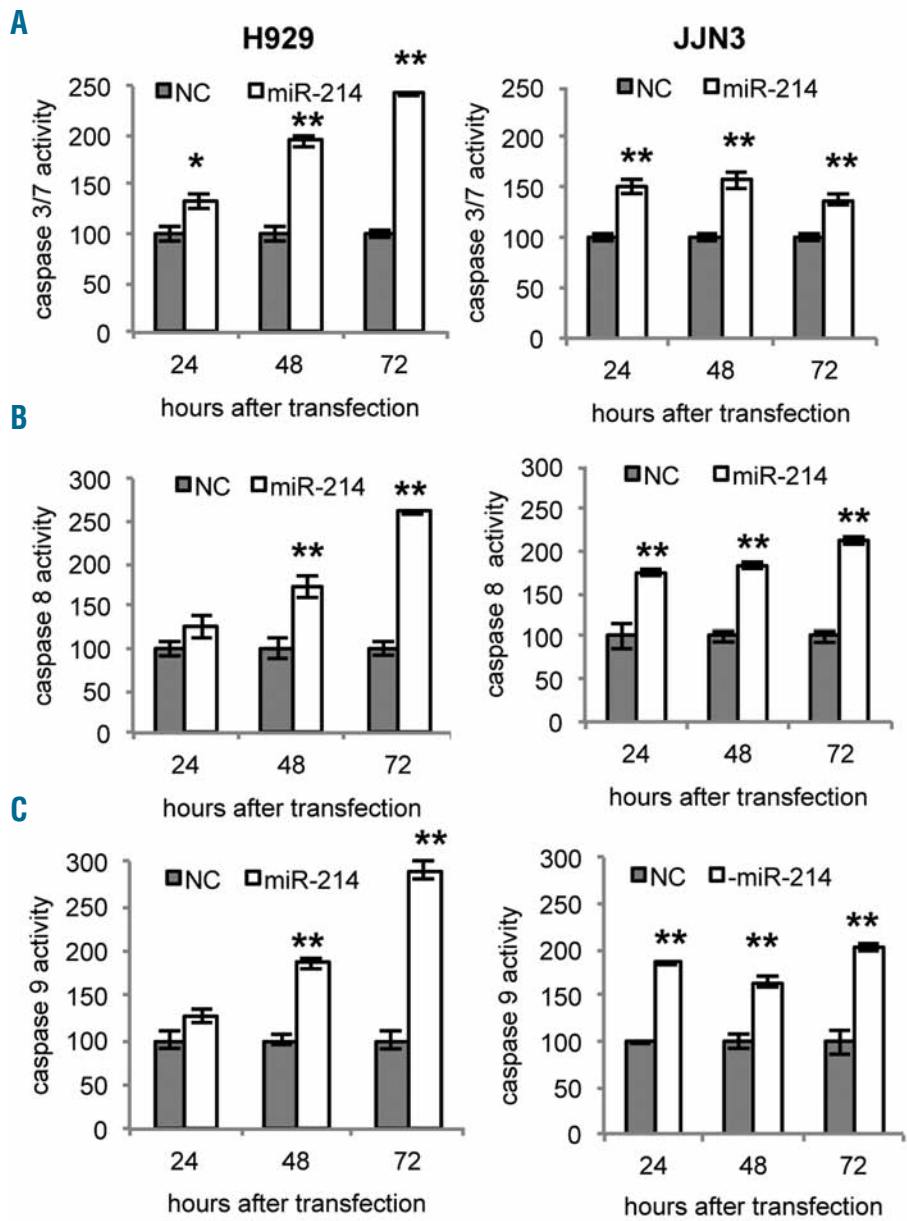 A
H929
JJN3
NC miR-214
NC miR-214
caspase 3/7 activity
250
200
150
100
50
0
* ** **
24 48 72
hours after transfection
caspase 3/7 activity
250
200
150
100
50
0
** ** **
24 48 72
hours after transfection
B
NC miR-214
NC miR-214
caspase 8 activity
300
250
200
150
100
50
0
** **
24 48 72
hours after transfection
caspase 8 activity
300
250
200
150
100
50
0
** ** **
24 48 72
hours after transfection
C
NC miR-214
NC -miR-214
caspase 9 activity
300
250
200
150
100
50
0
** **
24 48 72
hours after transfection
caspase 9 activity
300
250
200
150
100
50
0
** ** **
24 48 72
hours after transfection